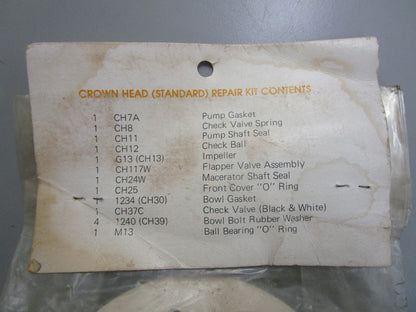 CROWN HEAD (STANDARD) REPAIR KIT CONTENTS
1 CH7A Pump Gasket
1 CH8 Check Valve Spring
1 CH11 Pump Shaft Seal
1 CH12 Check Ball
1 G13 (CH13) Impeller
1 CH117W Flapper Valve Assembly
1 CH24W Macerator Shaft Seal
1 CH25 Front Cover "O" Ring
1 1234 (CH30) Bowl Gasket
1 CH37C Check Valve (Black & White)
4 1240 (CH39) Bowl Bolt Rubber Washer
1 M13 Ball Bearing "O" Ring